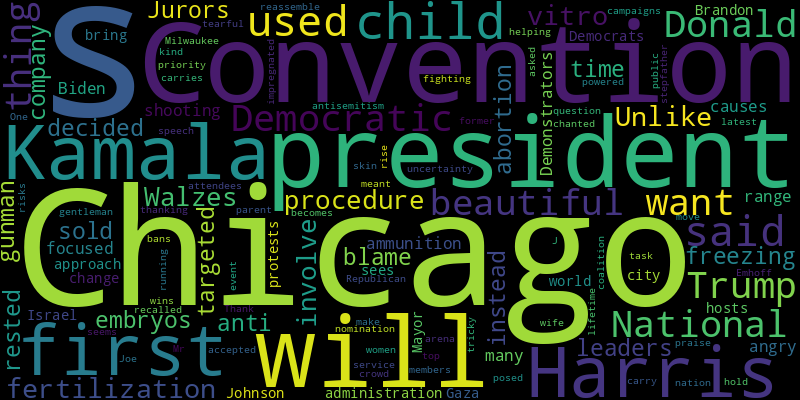 Jurors
tearful
reassemble
child
campaigns
Brandon
vitro
helping
Democrats
Donald
used
thing
company
bring
S
Convention
Milwaukee
kind
priority
carries
Biden
impregnated
fighting
asked
powered
public
stepfather
time
abortion
Demonstrators
causes
latest
antisemitism
shooting
Democratic
former
question
chanted
Unlike
One
decided
speech
Kamala
president
rise
skin
uncertainty
meant
attendees
Walzes
procedure
beautiful
want
range
move
gunman
risks
gentleman
thanking
parent
becomes
Chicago
sold
focused
approach
change
bans
running
targeted
event
protests
involve
blame
sees
Republican
ammunition
instead
J
world
coalition
lifetime
task
city
said
freezing
Trump
Emhoff
hosts
National
wife
rested
Israel
embryos
wins
recalled
anti
Thank
will
nomination
make
Mayor
arena
tricky
many
leaders
praise
angry
first
seems
Joe
Mr
accepted
women
service
crowd
top
members
posed
Harris
carry
nation
hold
fertilization
Johnson
administration
Gaza